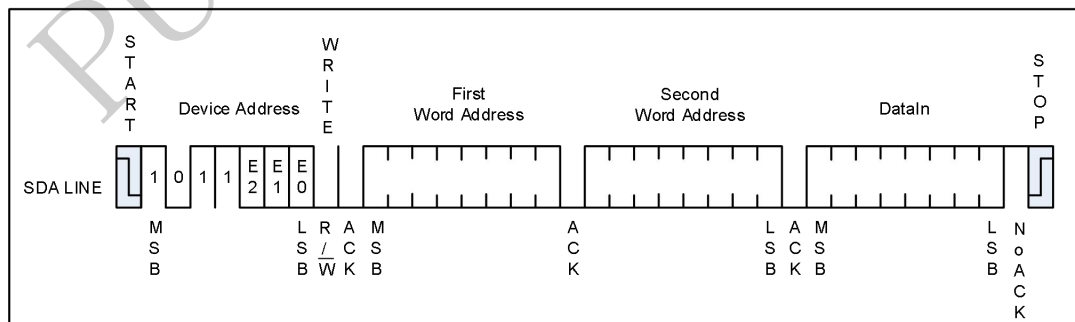 PU
START
WRITE
STOP
Device Address
First
Word Address
Second
Word Address
DataIn
SDA LINE
1 0 1 1 E2 E1 E0
MSB
LSB
R/W̅
ACK
MSB
ACK
LSB
ACK
MSB
LSB
NoACK